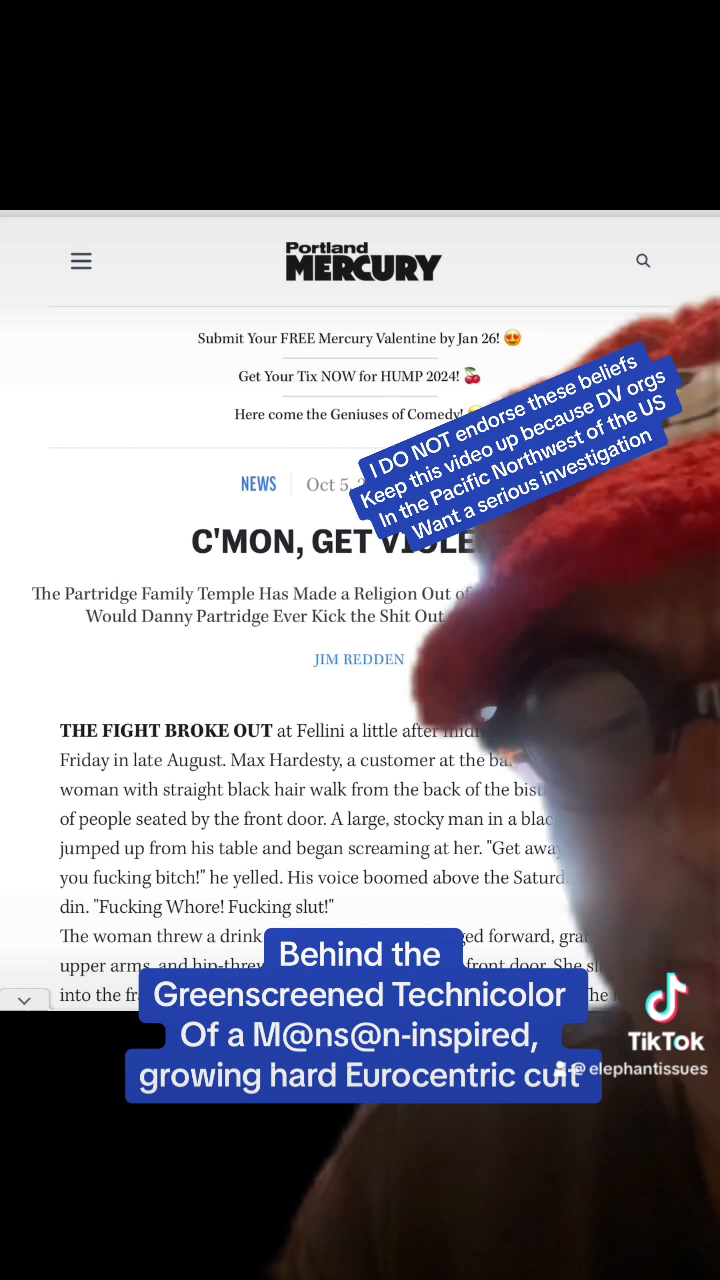 Portland
MERCURY
Submit Your FREE Mercury Valentine by Jan 26! 😍
Get Your Tix NOW for HUMP 2024! 🍒
Here come the Geniuses of Comedy!
I DO NOT endorse these beliefs
Keep this video up because DV orgs
In the Pacific Northwest of the US
Want a serious investigation
NEWS Oct 5,
C'MON, GET
The Partridge Family Temple Has Made a Religion Out of
Would Danny Partridge Ever Kick the Shit Out
JIM REDDEN
THE FIGHT BROKE OUT at Fellini a little after
Friday in late August. Max Hardesty, a customer at the
woman with straight black hair walk from the back of the
of people seated by the front door. A large, stocky man in a
jumped up from his table and began screaming at her. "Get
you fucking bitch!" he yelled. His voice boomed above the
din. "Fucking Whore! Fucking slut!"
The woman threw a drink forward,
upper arms, and front door. She
into the
Behind the
Greenscreened Technicolor
Of a M@ns@n-inspired,
growing hard Eurocentric cult
TikTok
@elephantissues